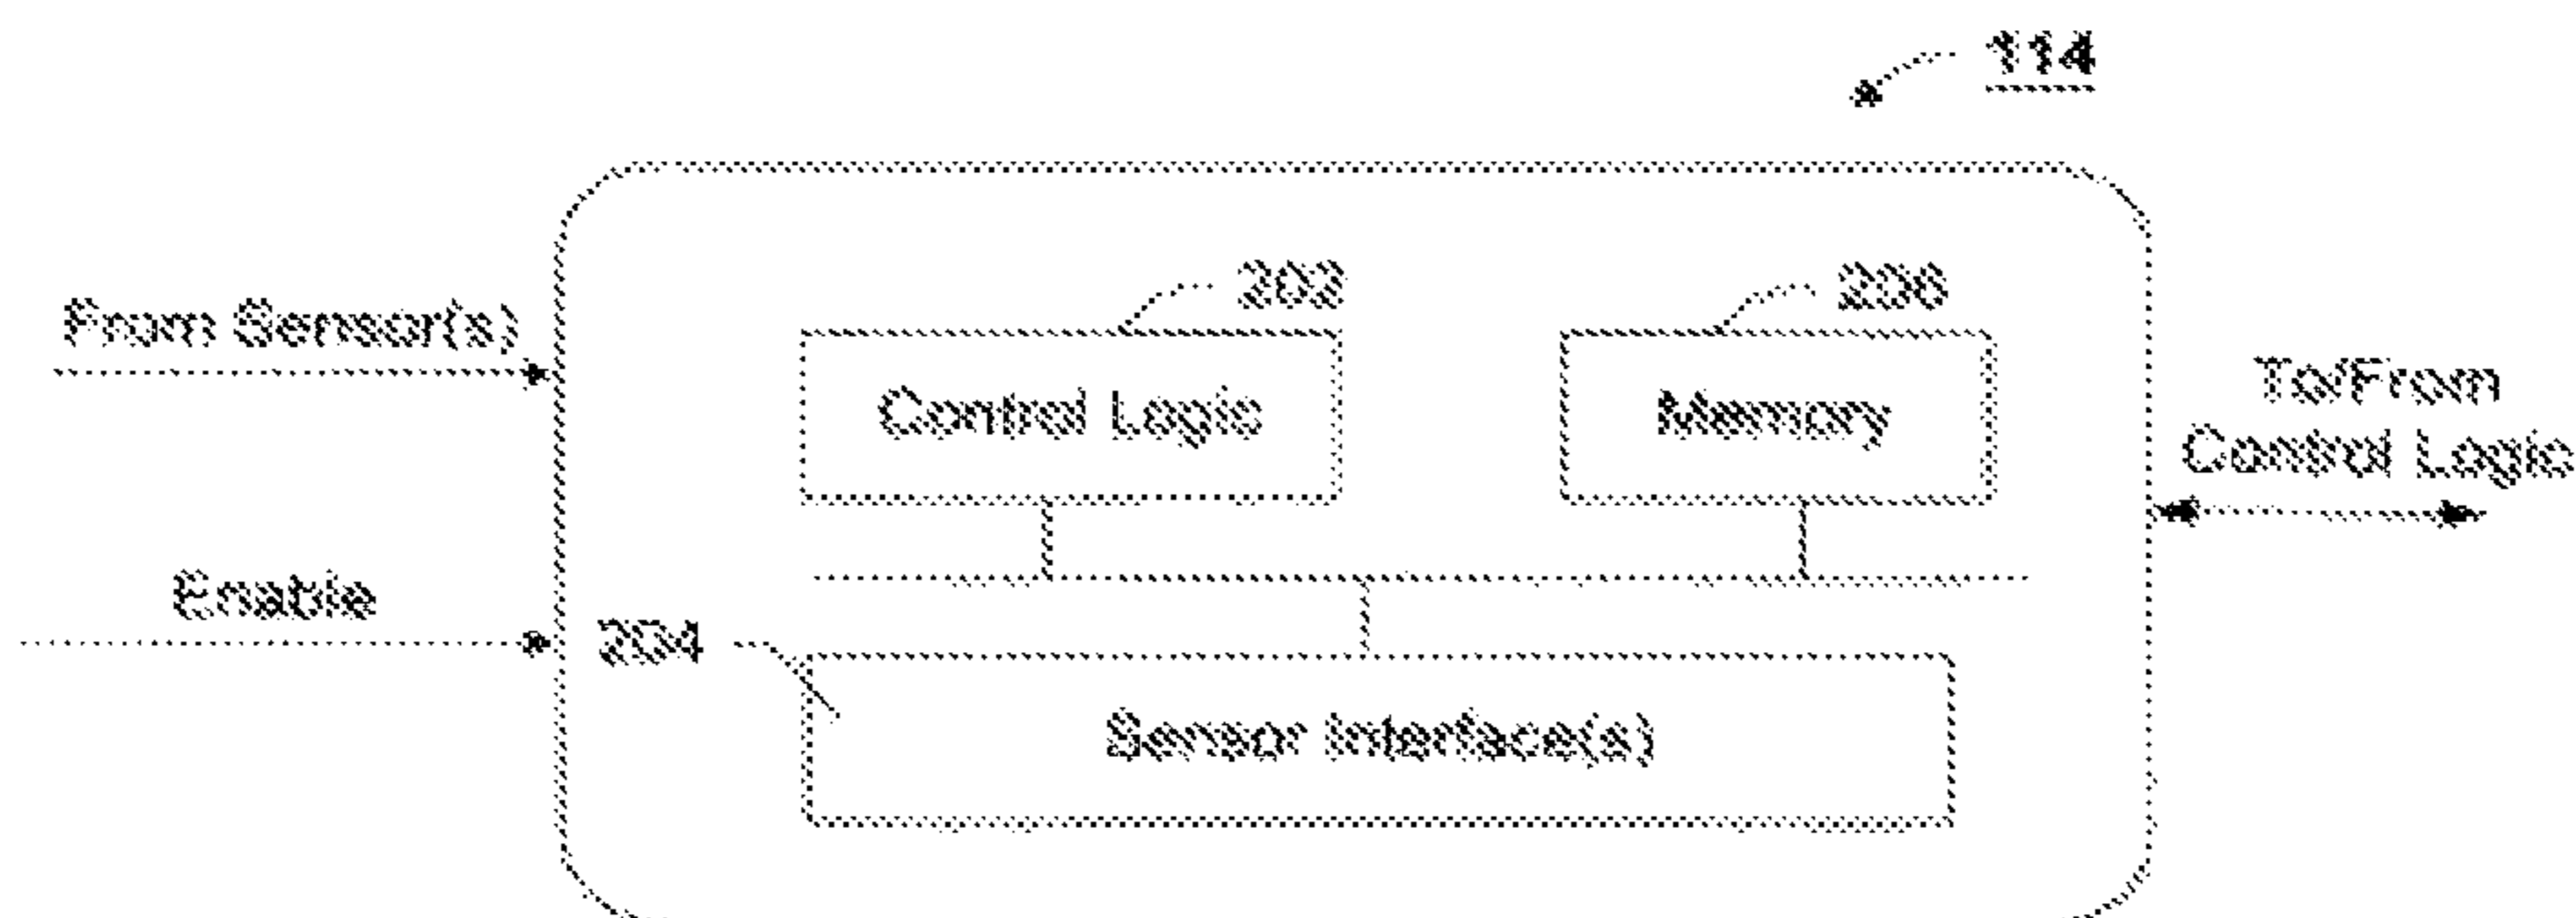 114
202
206
From Sensor(s)
Control Logic
Memory
To/From
Control Logic
Enable
204
Sensor Interface(s)